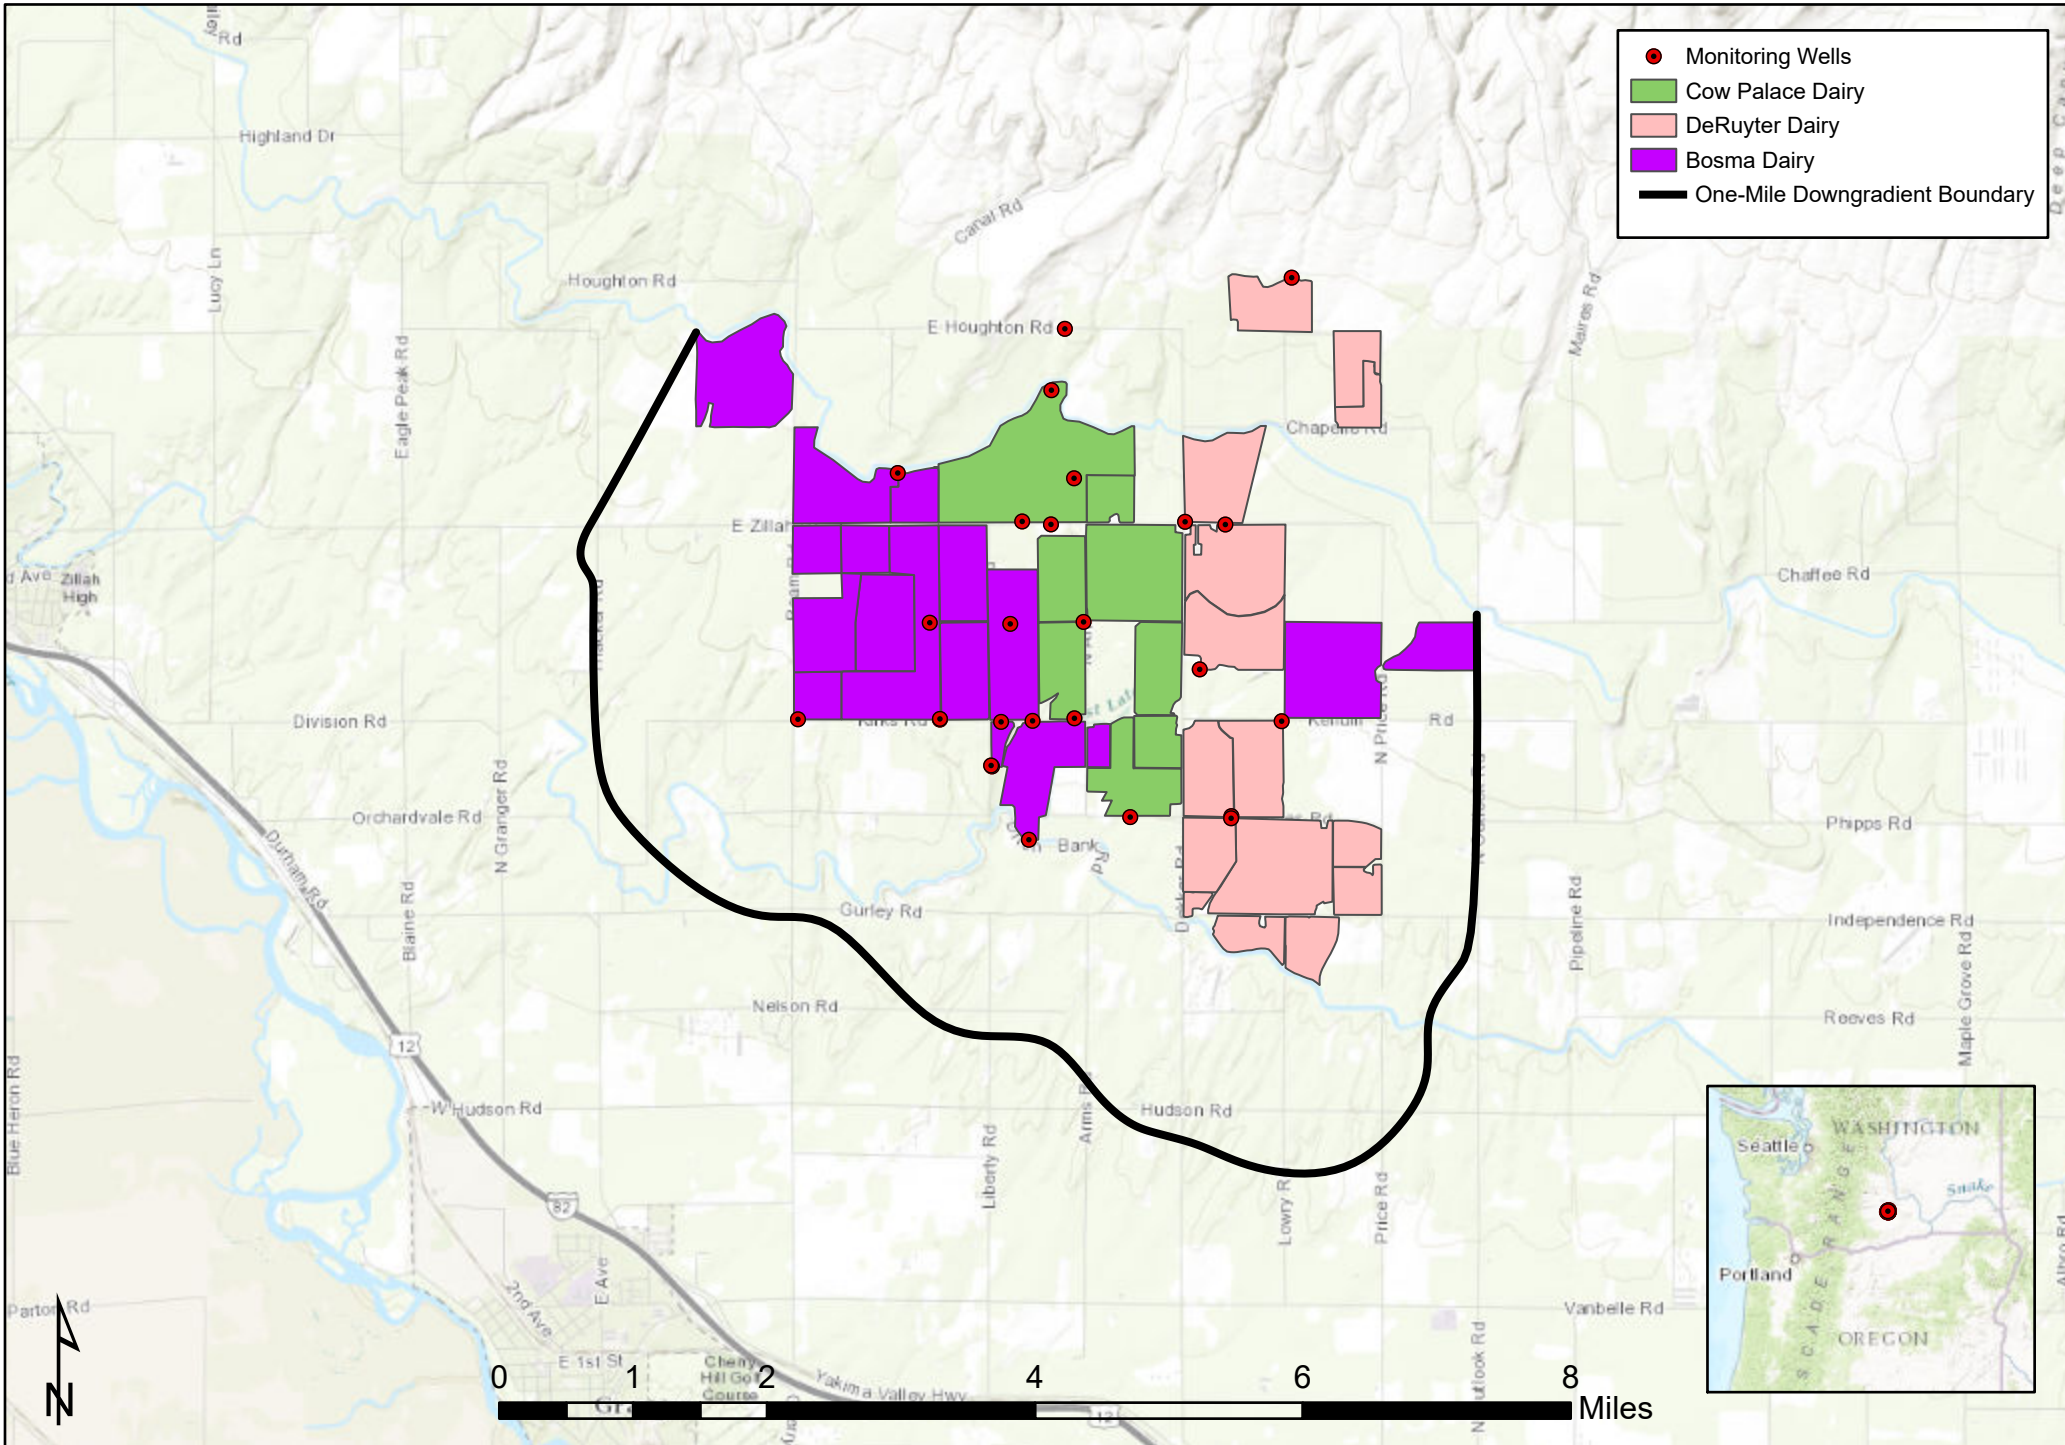 Rd
Highland Dr
Canal Rd
Monitoring Wells
Cow Palace Dairy
DeRuyter Dairy
Bosma Dairy
One-Mile Downgradient Boundary
Lucy Ln
Houghton Rd
E Houghton Rd
Maires Rd
Eagle Peak Rd
Chapelle Rd
E Zillah
Zillah
High
Chaffee Rd
Division Rd
Kirks Rd
Rd
N Price Rd
N Granger Rd
Orchardvale Rd
Phipps Rd
Durham Rd
Bank
Rd
Blaine Rd
Gurley Rd
Independence Rd
Pipeline Rd
Maple Grove Rd
Nelson Rd
Reeves Rd
12
Blue Heron Rd
W Hudson Rd
Hudson Rd
Liberty Rd
Price Rd
82
E Ave
2nd Ave
Parton Rd
Vanbelle Rd
E 1st St
Cherry
Hill Golf
Course
Yakima Valley Hwy
12
N
0 1 2 4 6 8
Miles
WASHINGTON
Seattle
Snake
Portland
OREGON